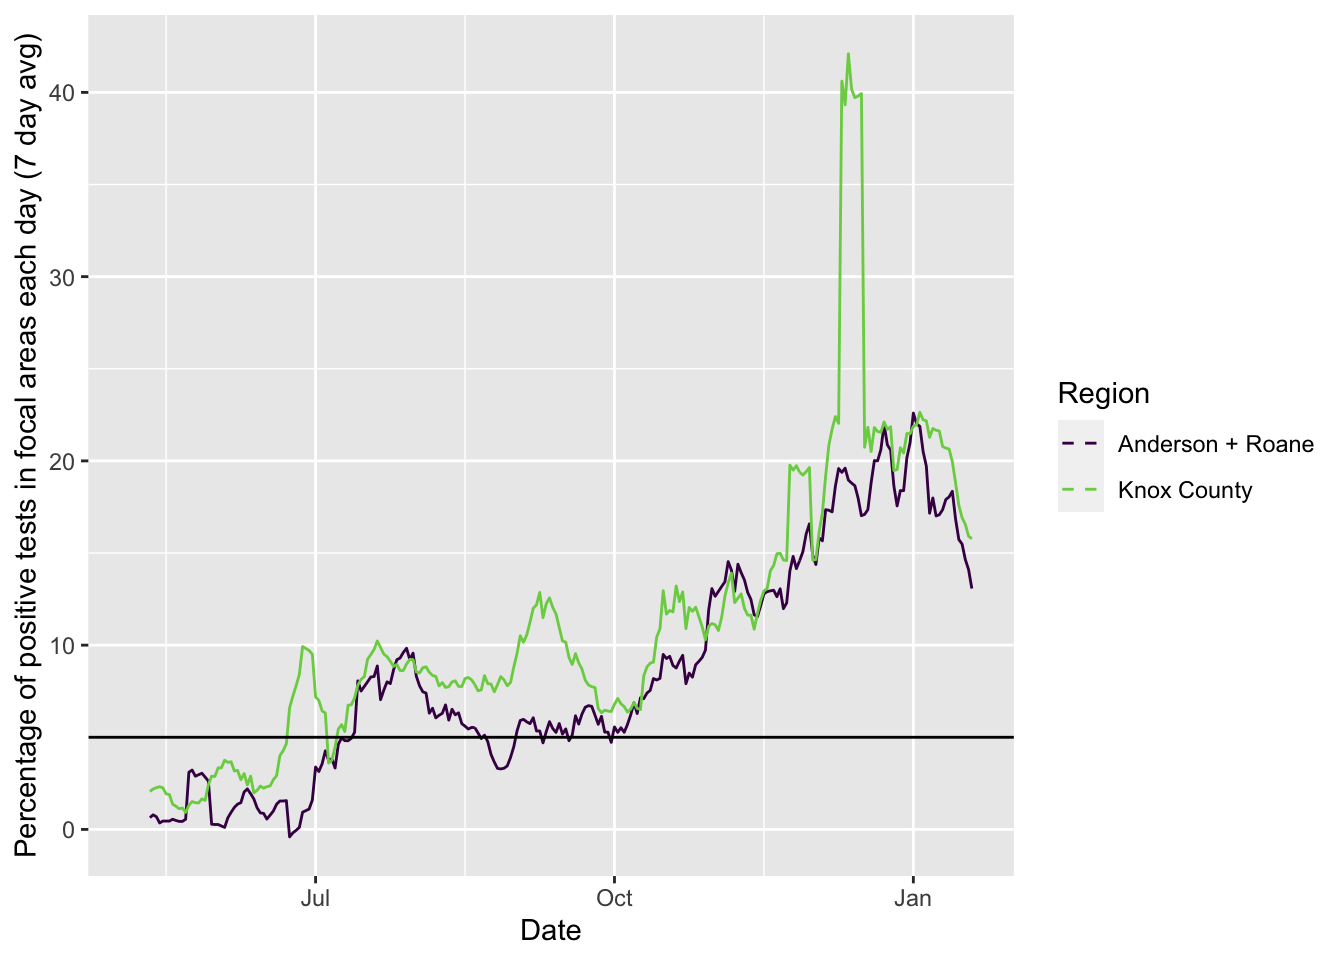 Percentage of positive tests in focal areas each day (7 day avg)
40
30
20
10
0
Jul
Oct
Jan
Date
Region
Anderson + Roane
Knox County